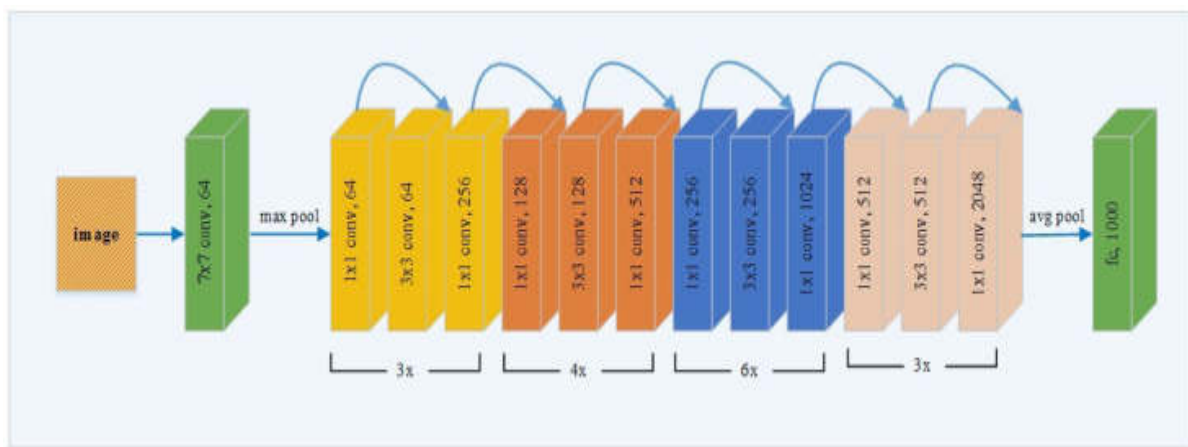 image
7x7 conv, 64
max pool
1x1 conv, 64
3x3 conv, 64
1x1 conv, 256
3x
1x1 conv, 128
3x3 conv, 128
1x1 conv, 512
4x
1x1 conv, 256
3x3 conv, 256
1x1 conv, 1024
6x
1x1 conv, 512
3x3 conv, 512
1x1 conv, 2048
3x
avg pool
fc, 1000